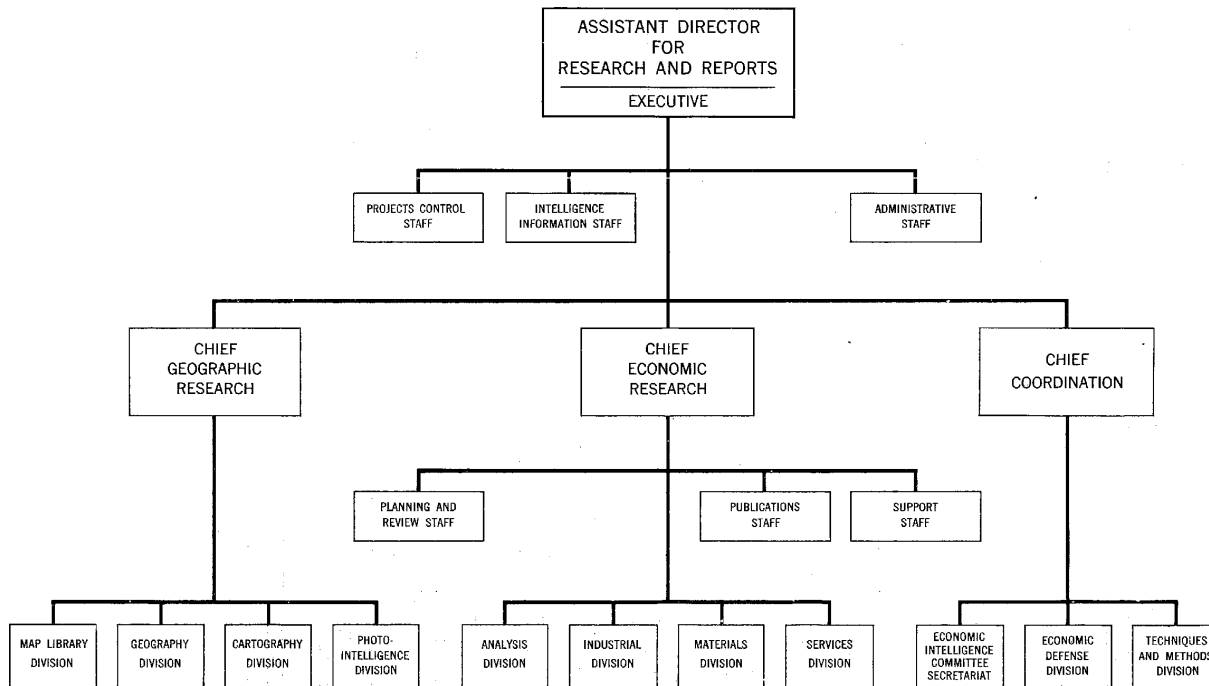 ASSISTANT DIRECTOR
FOR
RESEARCH AND REPORTS
EXECUTIVE
PROJECTS CONTROL
STAFF
INTELLIGENCE
INFORMATION STAFF
ADMINISTRATIVE
STAFF
CHIEF
GEOGRAPHIC
RESEARCH
CHIEF
ECONOMIC
RESEARCH
CHIEF
COORDINATION
PLANNING AND
REVIEW STAFF
PUBLICATIONS
STAFF
SUPPORT
STAFF
MAP LIBRARY
DIVISION
GEOGRAPHY
DIVISION
CARTOGRAPHY
DIVISION
PHOTO-
INTELLIGENCE
DIVISION
ANALYSIS
DIVISION
INDUSTRIAL
DIVISION
MATERIALS
DIVISION
SERVICES
DIVISION
ECONOMIC
INTELLIGENCE
COMMITTEE
SECRETARIAT
ECONOMIC
DEFENSE
DIVISION
TECHNIQUES
AND METHODS
DIVISION